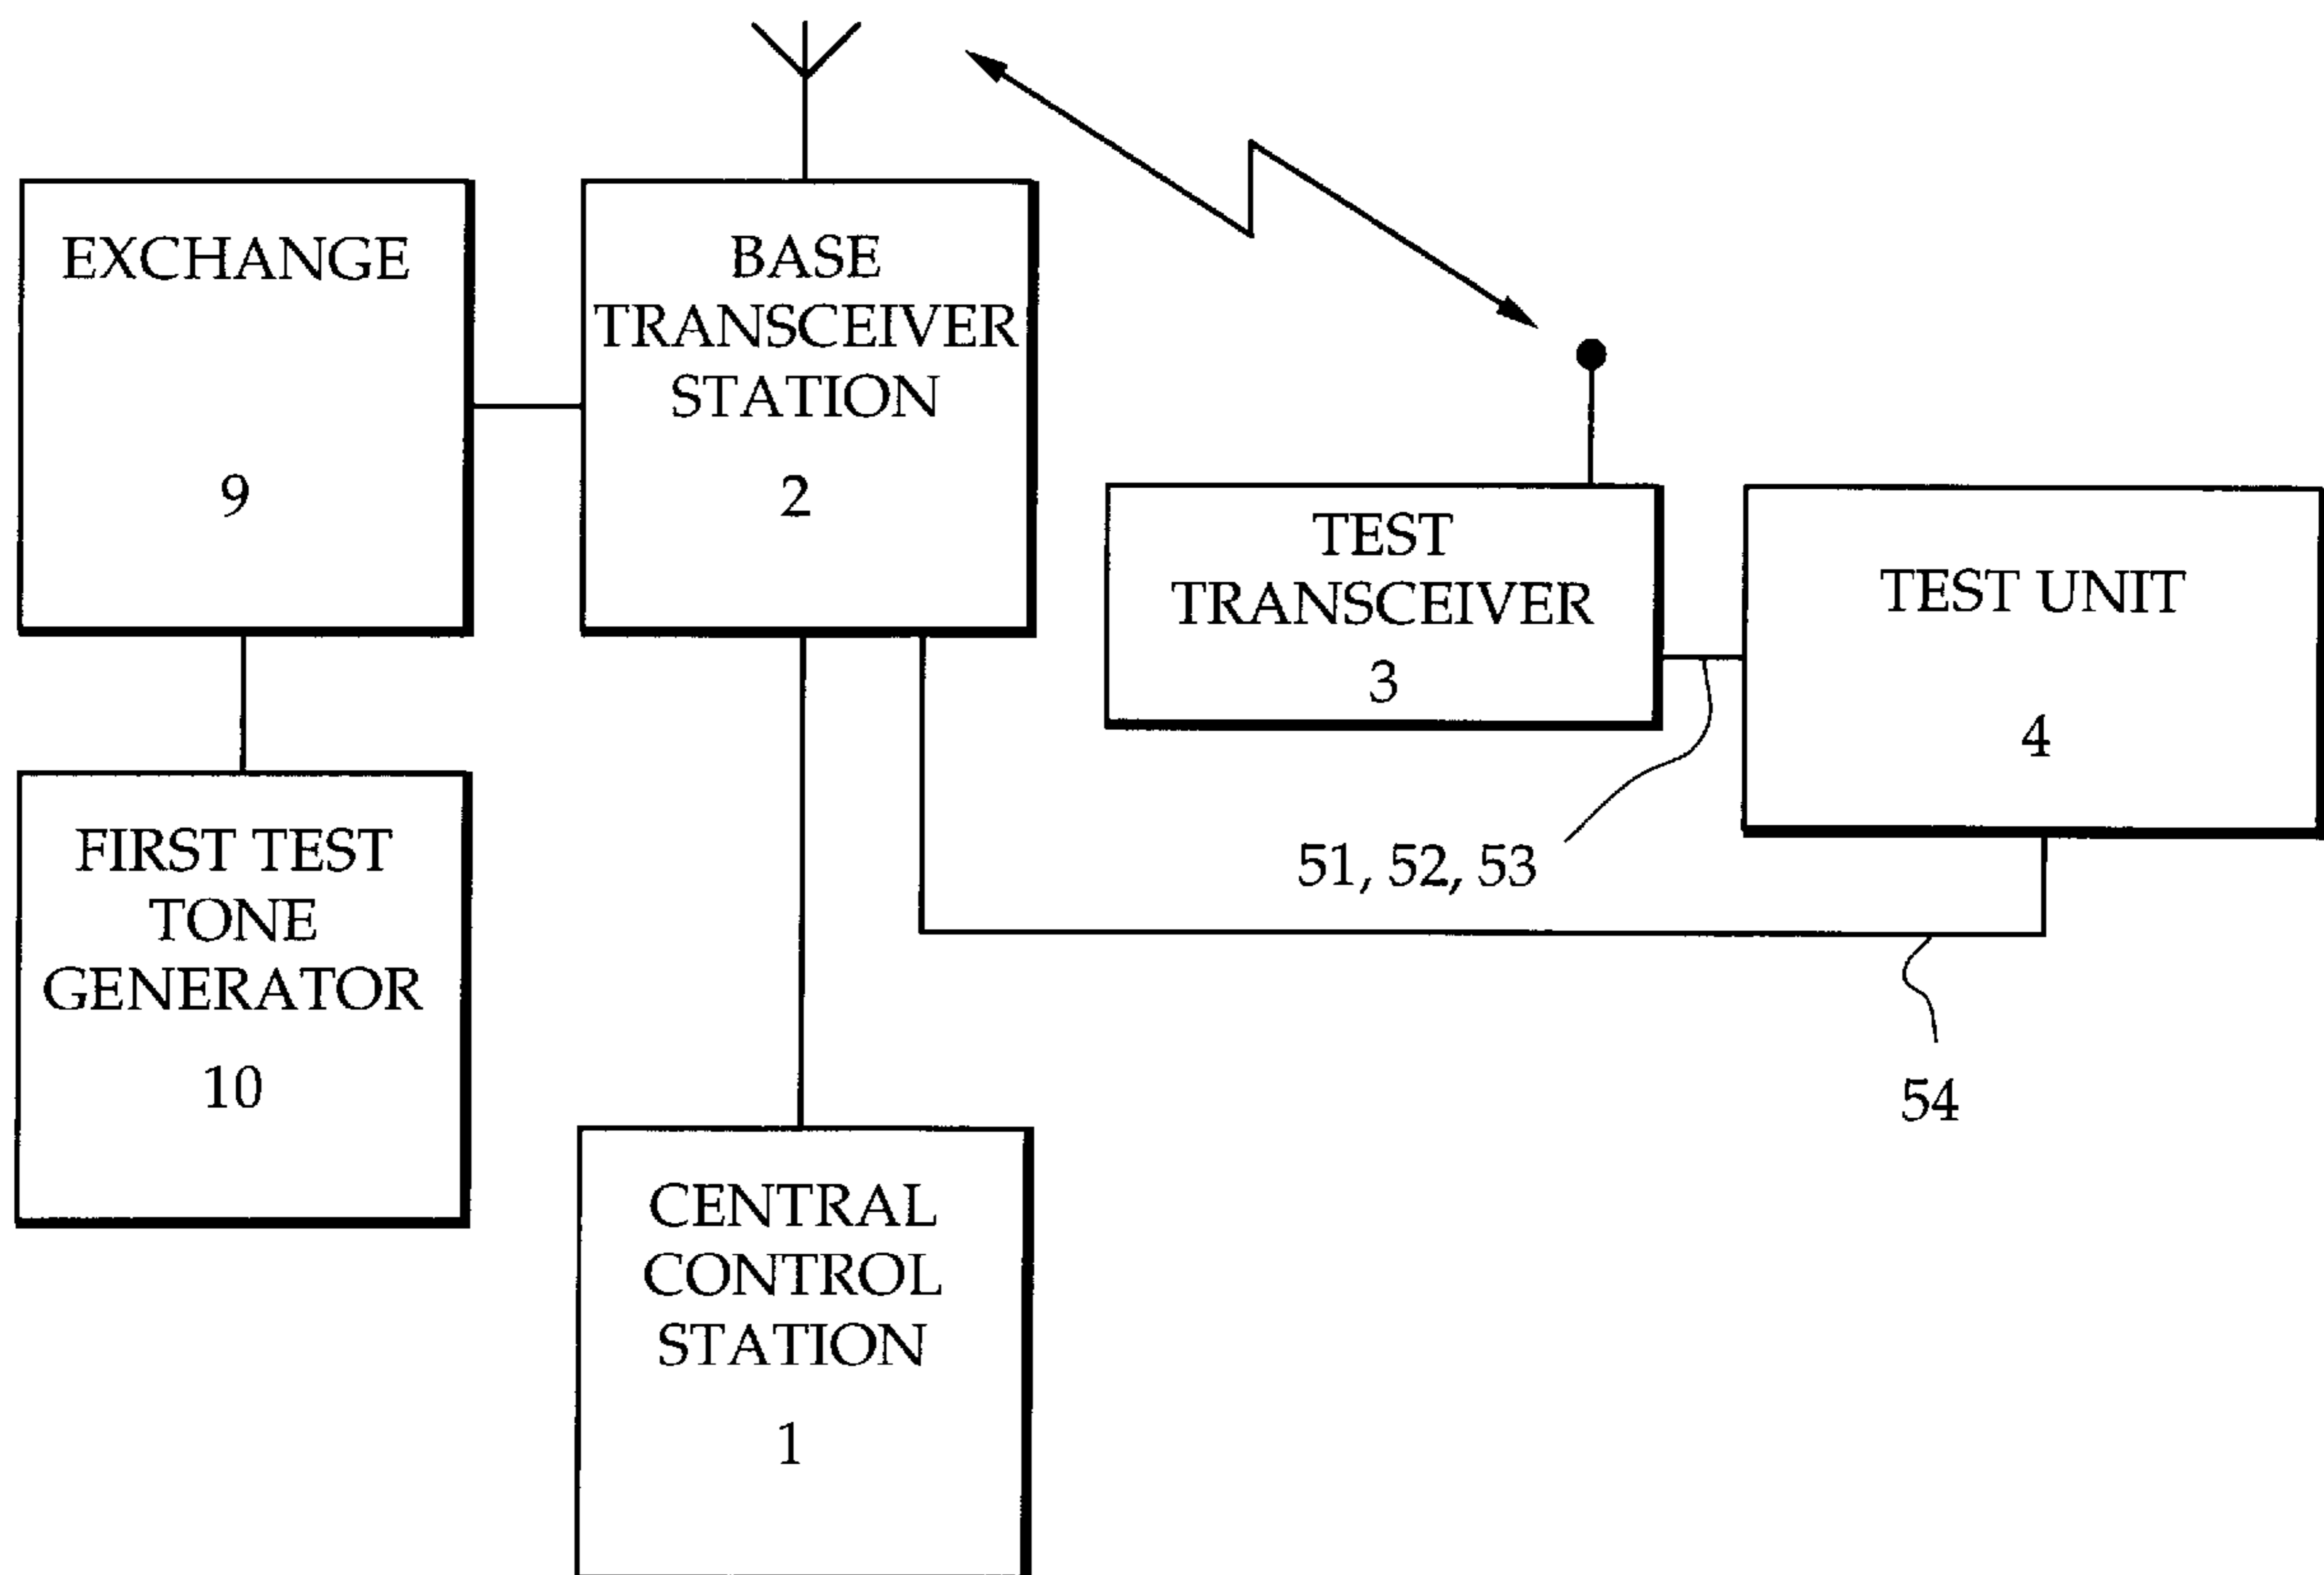 EXCHANGE
9
BASE
TRANSCEIVER
STATION
2
TEST
TRANSCEIVER
3
TEST UNIT
4
51, 52, 53
54
FIRST TEST
TONE
GENERATOR
10
CENTRAL
CONTROL
STATION
1